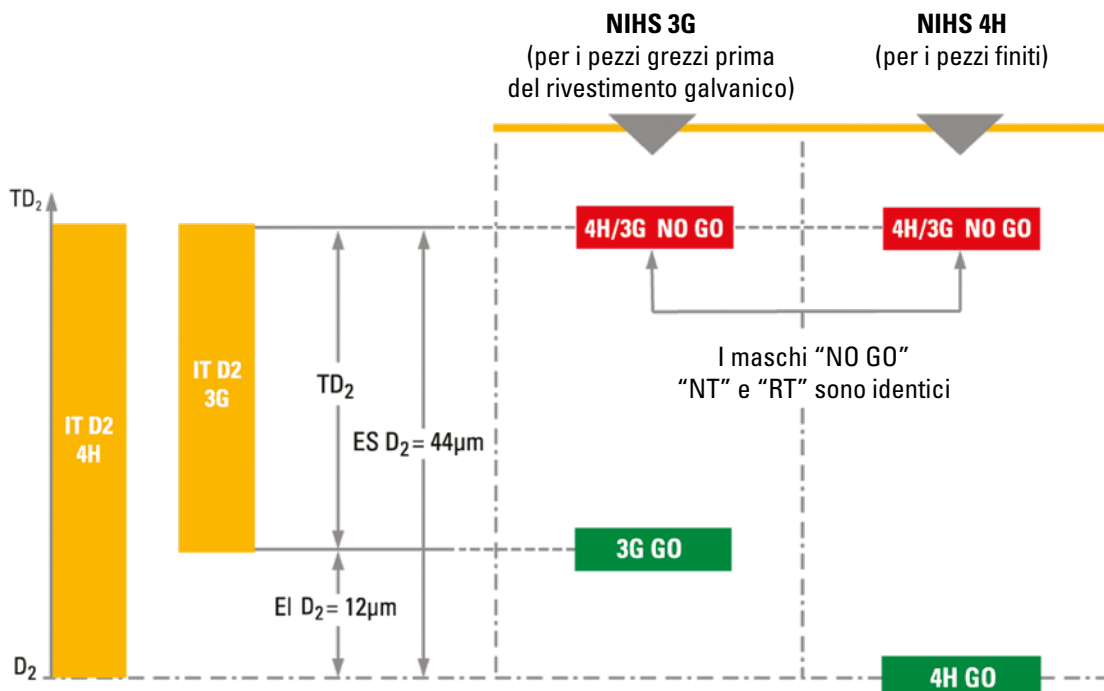 NIHS 3G
(per i pezzi grezzi prima
del rivestimento galvanico)
NIHS 4H
(per i pezzi finiti)
TD₂
4H/3G NO GO
4H/3G NO GO
I maschi “NO GO”
“NT” e “RT” sono identici
IT D2
3G
IT D2
4H
TD₂
ES D₂ = 44µm
3G GO
EI D₂ = 12µm
D₂
4H GO